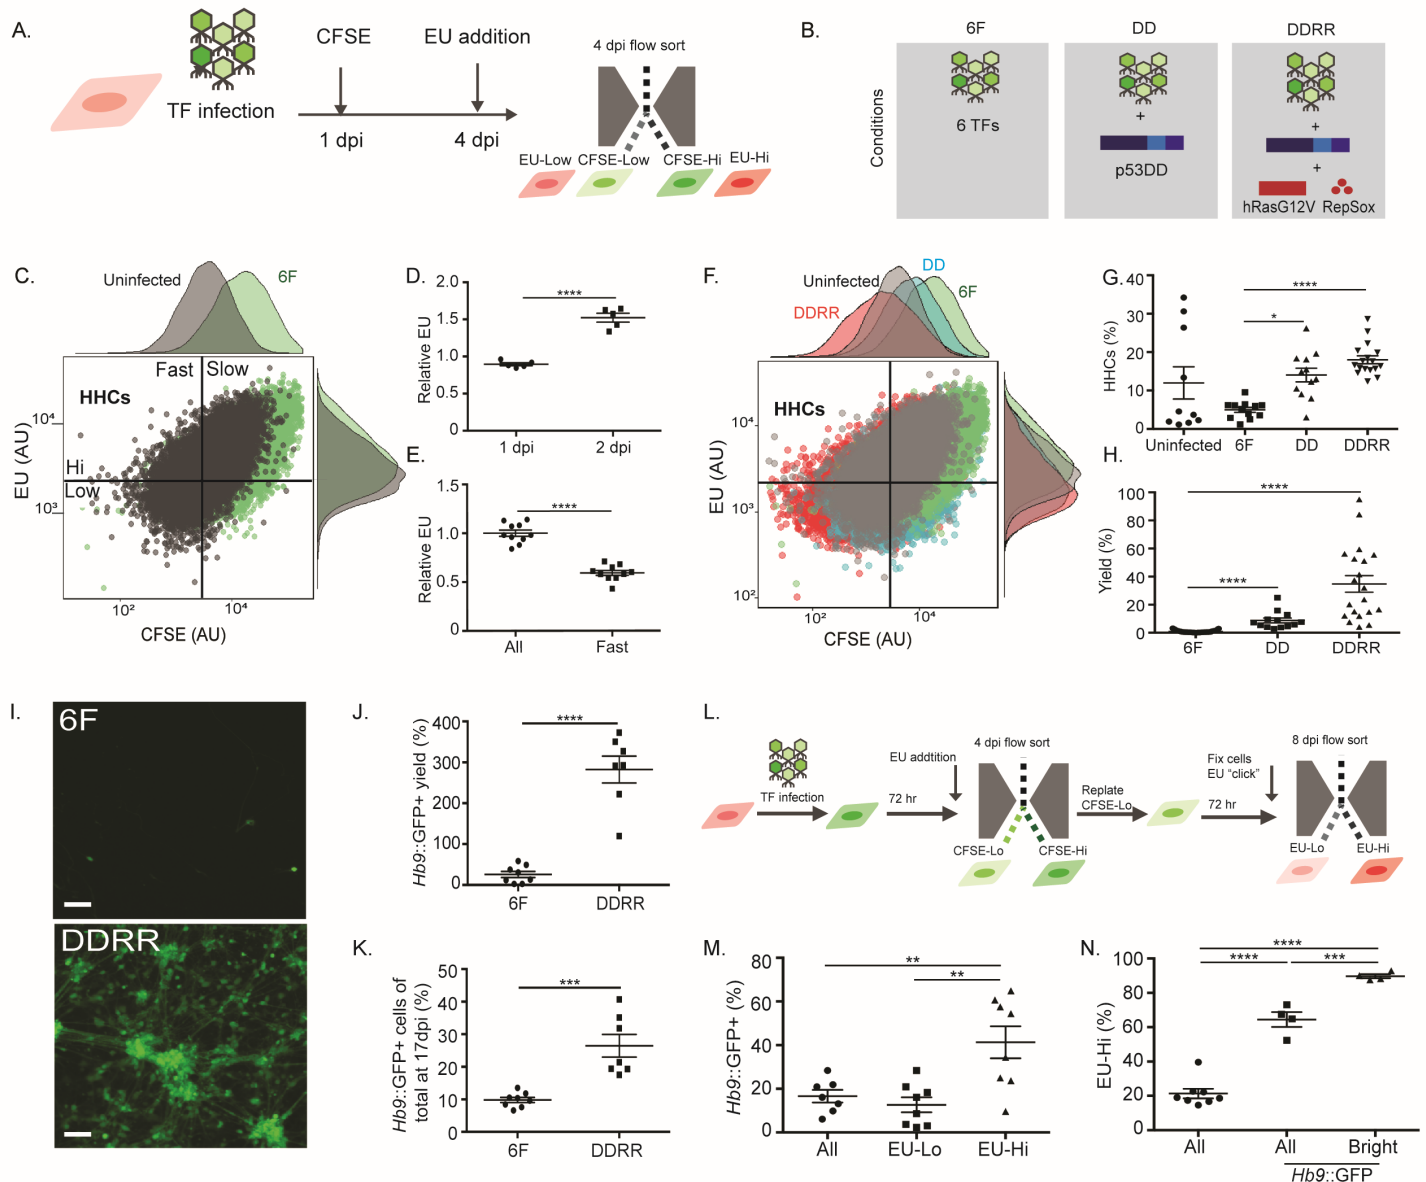 A.
TF infection
CFSE
EU addition
1 dpi
4 dpi
4 dpi flow sort
EU-Low CFSE-Low CFSE-Hi EU-Hi
B.
Conditions
6F
DD
DDRR
6 TFs
+
p53DD
+
+
hRasG12V RepSox
C.
Uninfected
6F
Fast Slow
HHCs
Hi
Low
10⁴
10³
EU (AU)
10² 10⁴
CFSE (AU)
D.
2.0
1.5
1.0
0.5
0
Relative EU
****
1 dpi 2 dpi
E.
1.5
1.0
0.5
0
Relative EU
****
All Fast
F.
Uninfected
DD
6F
DDRR
HHCs
10⁴
10³
10²
EU (AU)
10² 10⁴
CFSE (AU)
G.
40
30
20
10
0
HHCs (%)
****
*
Uninfected 6F DD DDRR
H.
100
80
60
40
20
0
Yield (%)
****
****
6F DD DDRR
I.
6F
DDRR
J.
400
300
200
100
0
Hb9::GFP+ yield (%)
****
6F DDRR
K.
50
40
30
20
10
0
Hb9::GFP+ cells of
total at 17dpi (%)
***
6F DDRR
L.
TF infection
72 hr
EU addtition
4 dpi flow sort
CFSE-Lo CFSE-Hi
Replate
CFSE-Lo
72 hr
Fix cells
EU "click"
8 dpi flow sort
EU-Lo EU-Hi
M.
80
60
40
20
0
Hb9::GFP+ (%)
**
**
All EU-Lo EU-Hi
N.
100
80
60
40
20
0
EU-Hi (%)
****
**** ***
All All Bright
Hb9::GFP